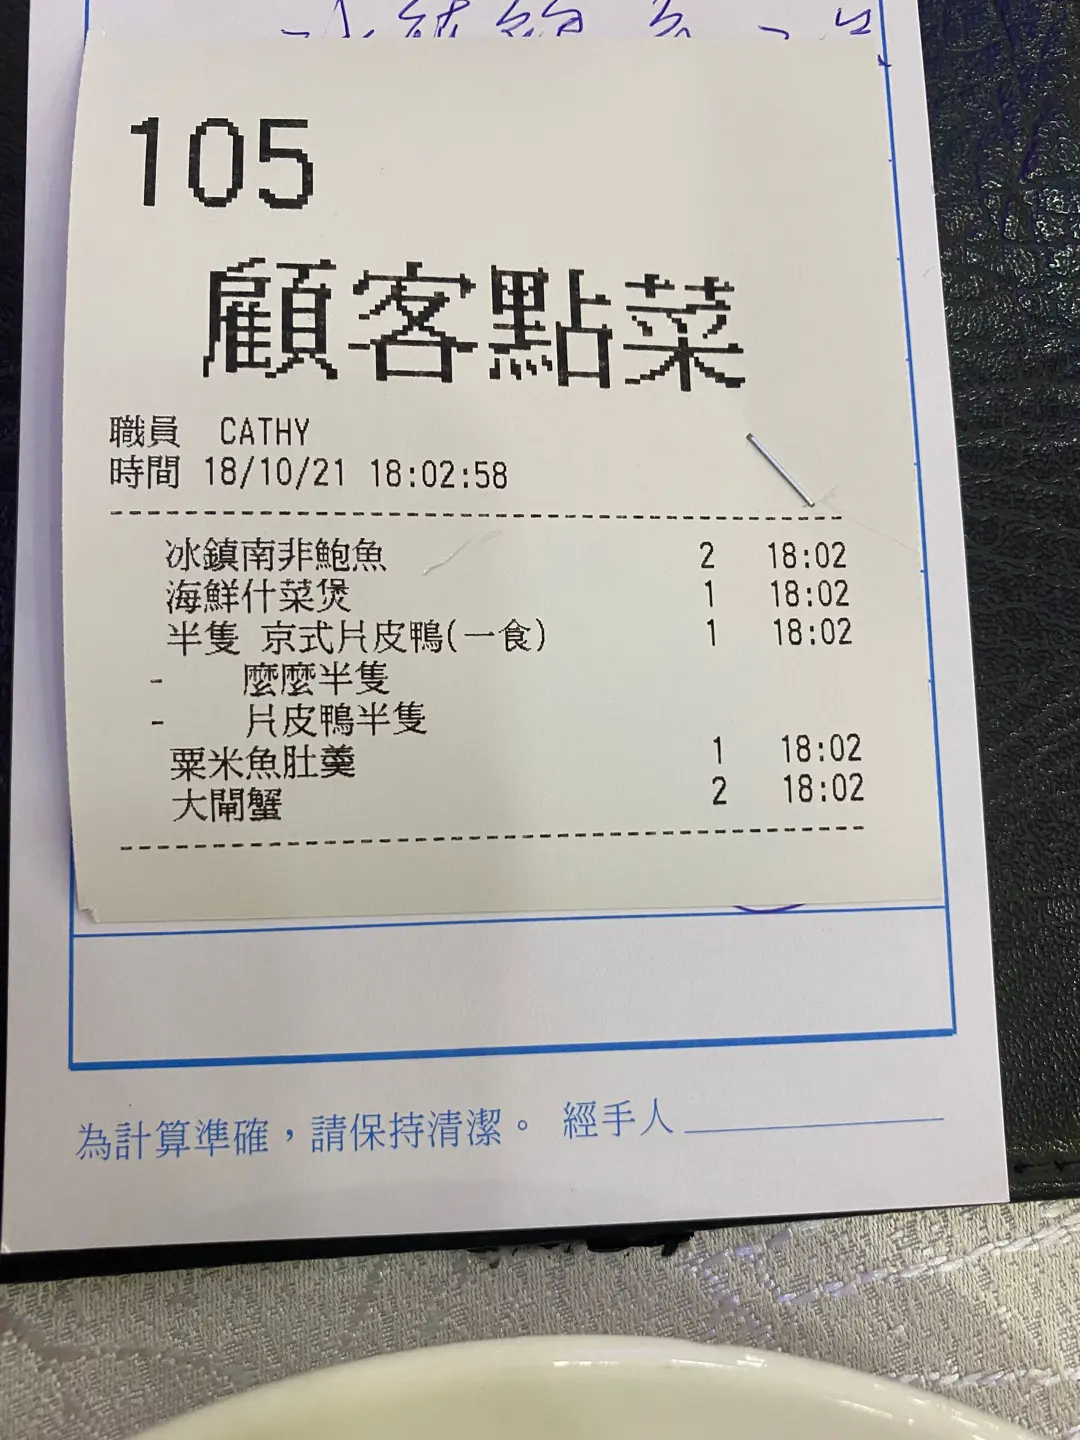 105
顧客點菜
職員 CATHY
時間 18/10/21 18:02:58
冰鎮南非鮑魚 2 18:02
海鮮什菜煲 1 18:02
半隻 京式片皮鴨(一食) 1 18:02
- 麼麼半隻
- 片皮鴨半隻
粟米魚肚羹 1 18:02
大閘蟹 2 18:02
為計算準確，請保持清潔。 經手人